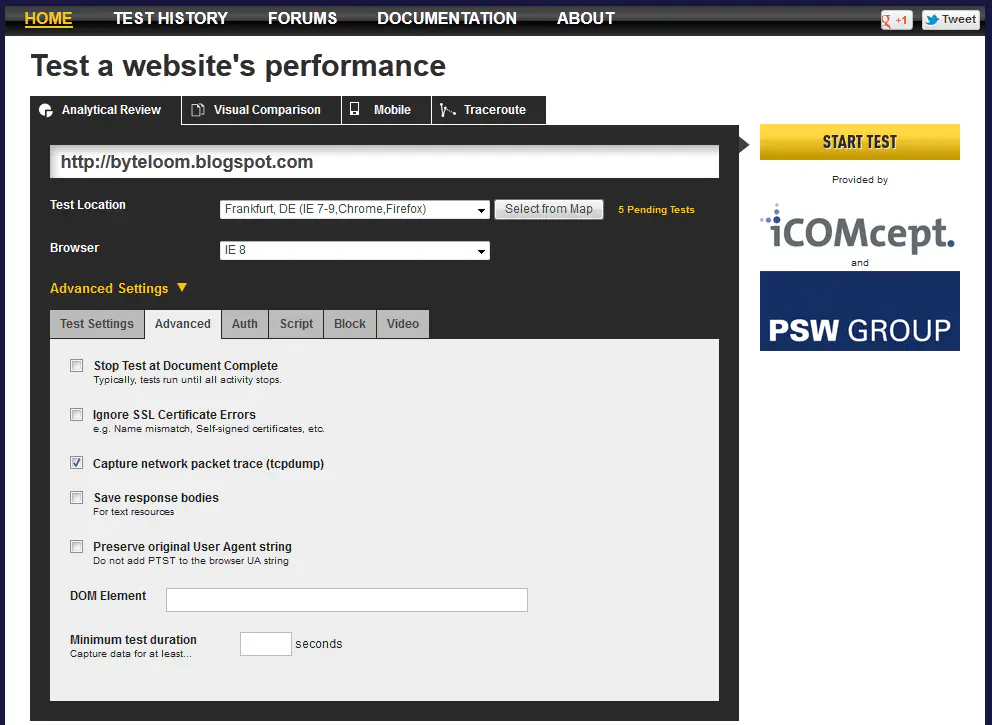 HOME TEST HISTORY FORUMS DOCUMENTATION ABOUT
g +1 Tweet
Test a website's performance
Analytical Review Visual Comparison Mobile Traceroute
http://byteloom.blogspot.com
START TEST
Provided by
Test Location Frankfurt, DE (IE 7-9,Chrome,Firefox) Select from Map 5 Pending Tests
iCOMcept.
Browser IE 8
and
Advanced Settings
PSW GROUP
Test Settings Advanced Auth Script Block Video
Stop Test at Document Complete
Typically, tests run until all activity stops.
Ignore SSL Certificate Errors
e.g. Name mismatch, Self-signed certificates, etc.
Capture network packet trace (tcpdump)
Save response bodies
For text resources
Preserve original User Agent string
Do not add PTST to the browser UA string
DOM Element
Minimum test duration
seconds
Capture data for at least...